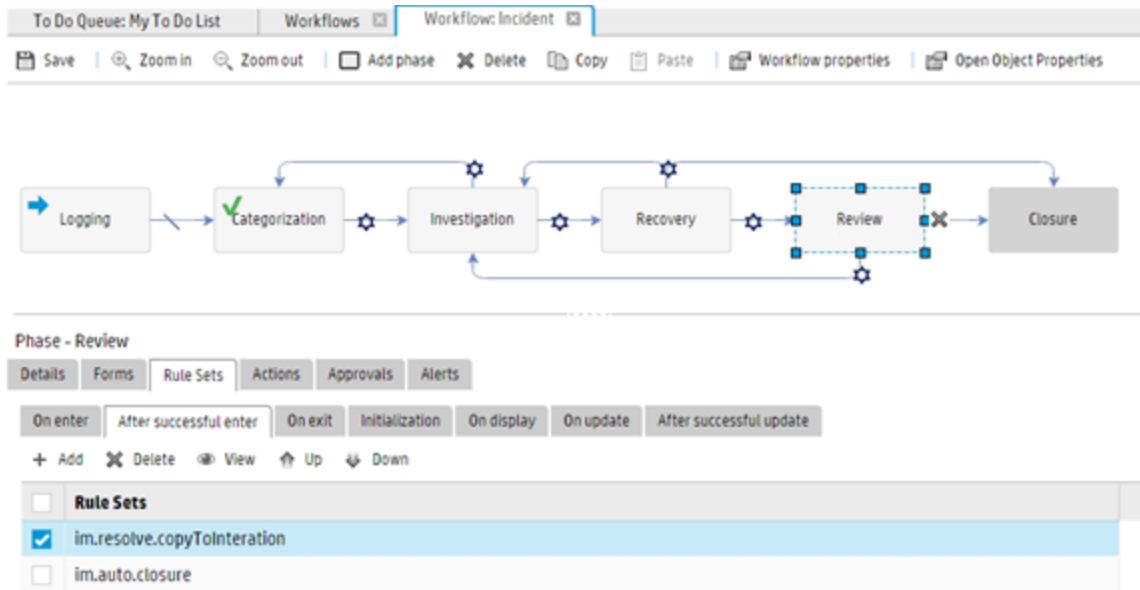 To Do Queue: My To Do List Workflows Workflow: Incident
Save Zoom in Zoom out Add phase Delete Copy Paste Workflow properties Open Object Properties
Logging Categorization Investigation Recovery Review Closure
Phase - Review
Details Forms Rule Sets Actions Approvals Alerts
On enter After successful enter On exit Initialization On display On update After successful update
Add Delete View Up Down
Rule Sets
im.resolve.copyToInteration
im.auto.closure